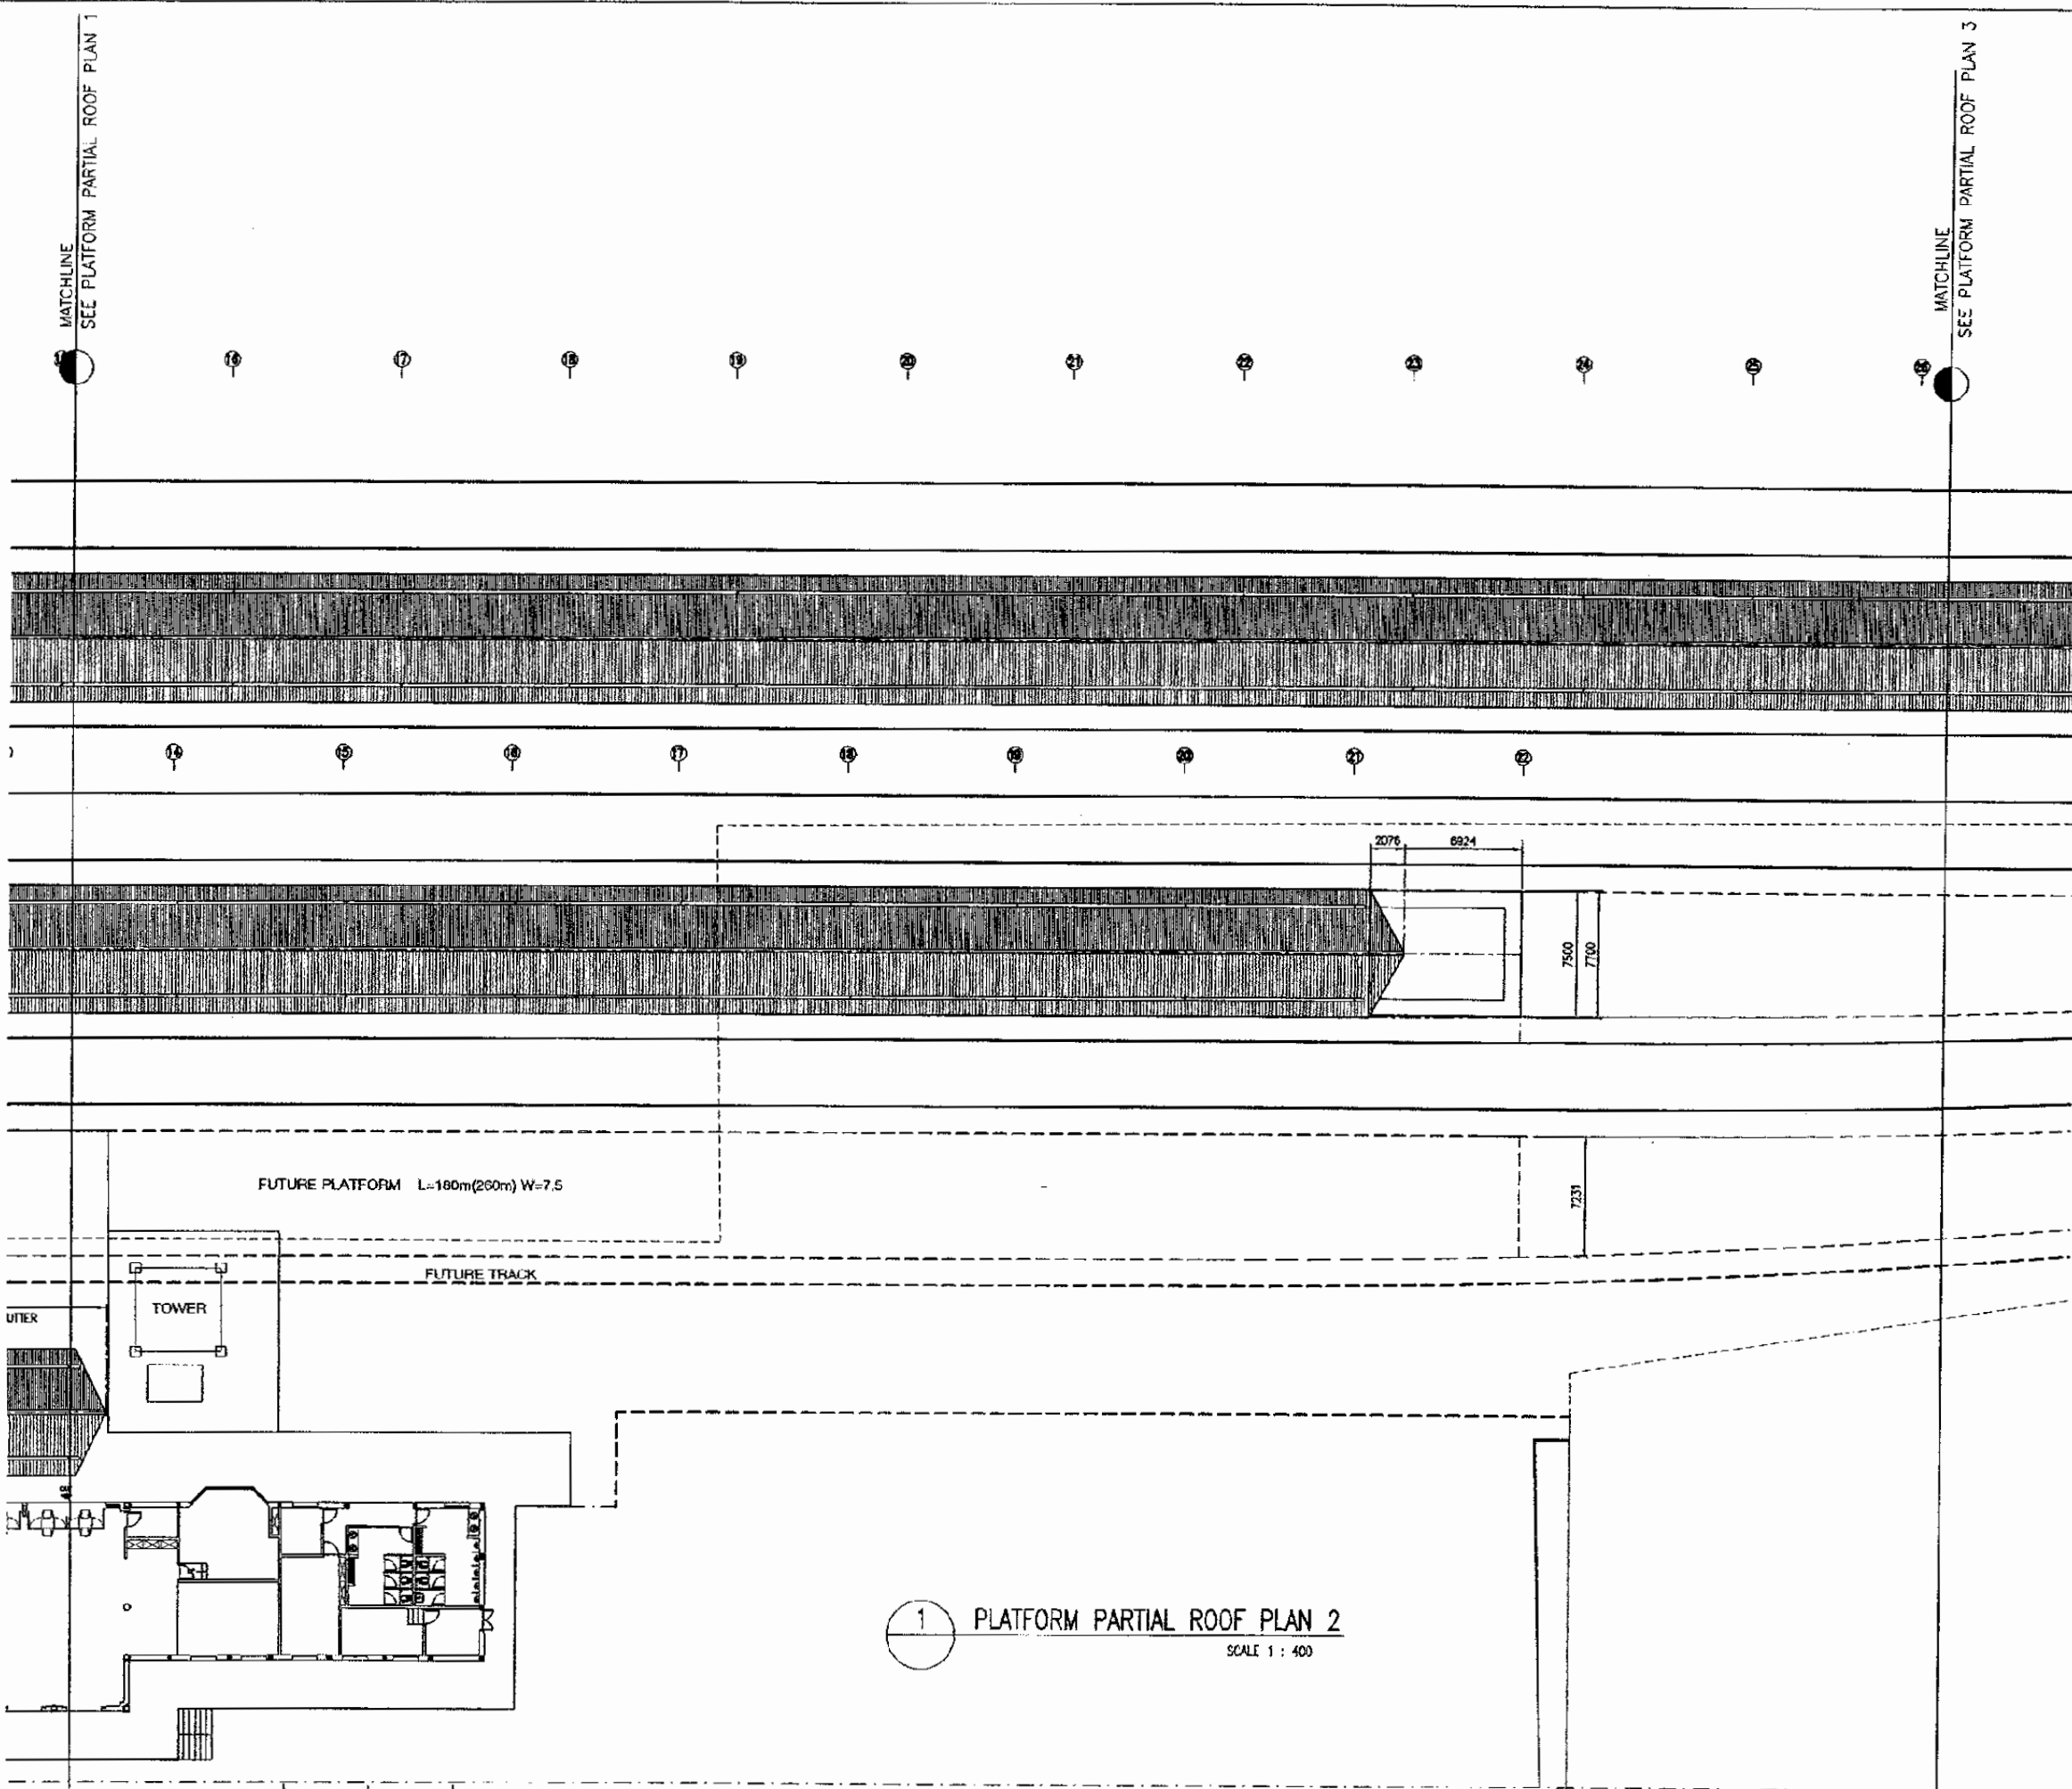 MATCHLINE
SEE PLATFORM PARTIAL ROOF PLAN 1
MATCHLINE
SEE PLATFORM PARTIAL ROOF PLAN 3
16 17 18 19 20 21 22 23 24 25 26
14 15 16 17 18 19 20 21 22
2076 6924
7500
7700
FUTURE PLATFORM L=180m(260m) W=7.5
7231
FUTURE TRACK
TOWER
UTTER
1 PLATFORM PARTIAL ROOF PLAN 2
SCALE 1 : 400